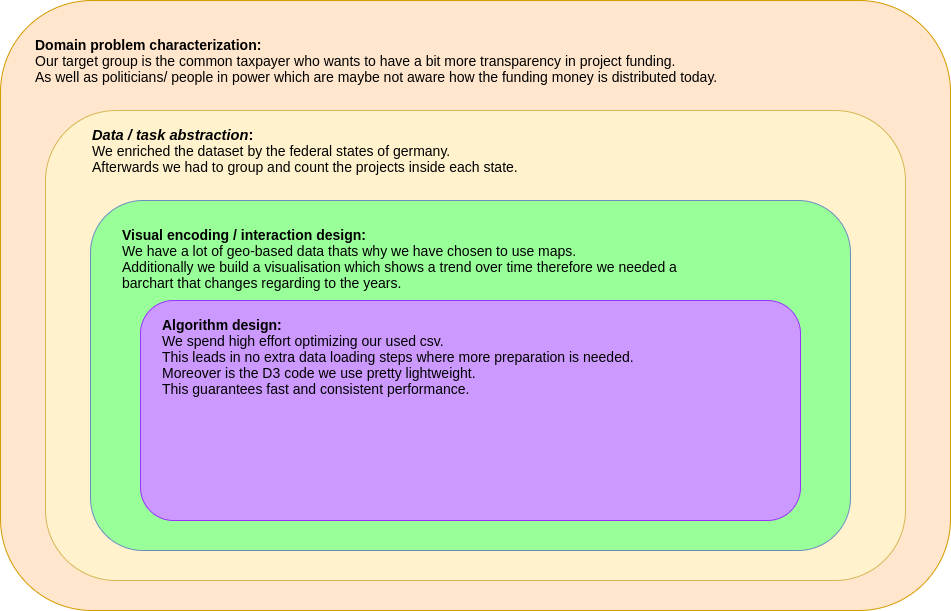 Domain problem characterization:
Our target group is the common taxpayer who wants to have a bit more transparency in project funding.
As well as politicians/ people in power which are maybe not aware how the funding money is distributed today.
Data / task abstraction:
We enriched the dataset by the federal states of germany.
Afterwards we had to group and count the projects inside each state.
Visual encoding / interaction design:
We have a lot of geo-based data thats why we have chosen to use maps.
Additionally we build a visualisation which shows a trend over time therefore we needed a
barchart that changes regarding to the years.
Algorithm design:
We spend high effort optimizing our used csv.
This leads in no extra data loading steps where more preparation is needed.
Moreover is the D3 code we use pretty lightweight.
This guarantees fast and consistent performance.